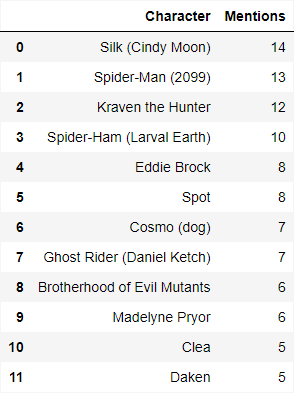 Character Mentions
0 Silk (Cindy Moon) 14
1 Spider-Man (2099) 13
2 Kraven the Hunter 12
3 Spider-Ham (Larval Earth) 10
4 Eddie Brock 8
5 Spot 8
6 Cosmo (dog) 7
7 Ghost Rider (Daniel Ketch) 7
8 Brotherhood of Evil Mutants 6
9 Madelyne Pryor 6
10 Clea 5
11 Daken 5